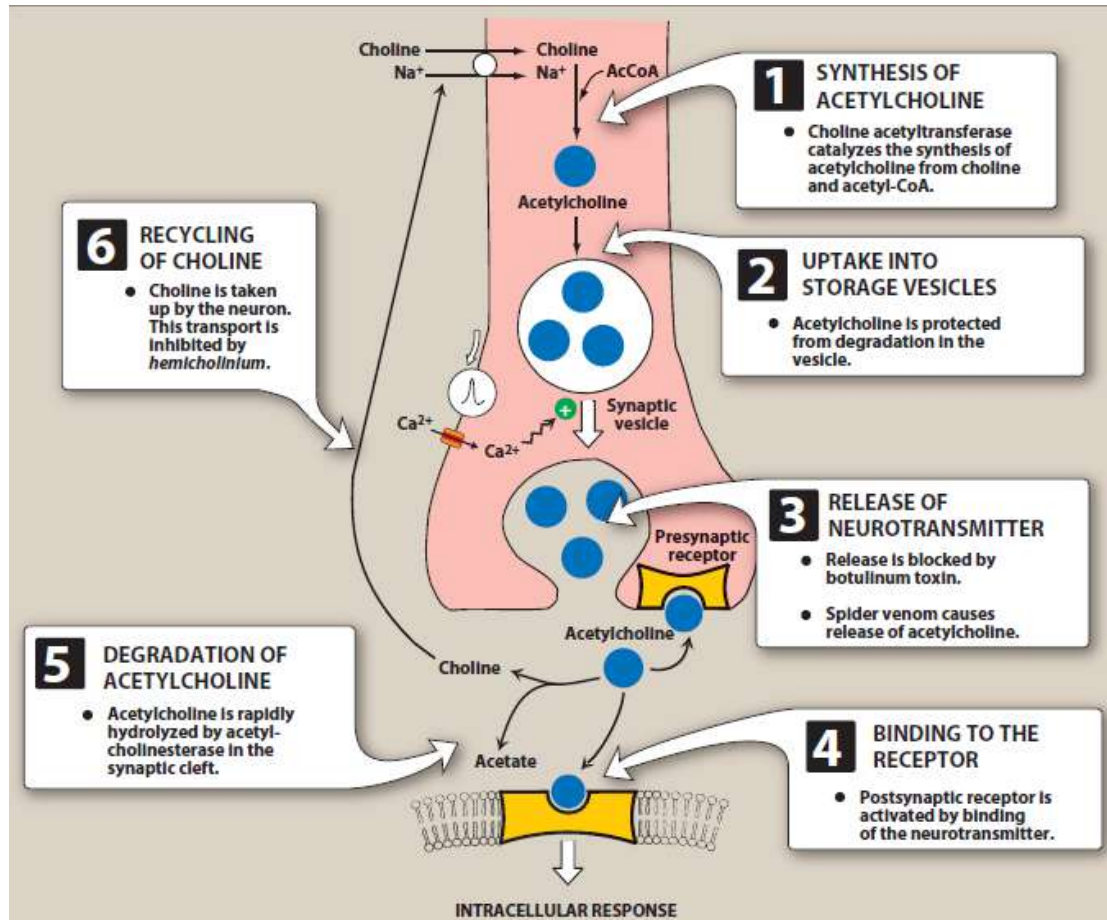 Choline
Choline
Na+
Na+
AcCoA
1 SYNTHESIS OF
ACETYLCHOLINE
• Choline acetyltransferase
catalyzes the synthesis of
acetylcholine from choline
and acetyl-CoA.
Acetylcholine
6 RECYCLING
OF CHOLINE
• Choline is taken
up by the neuron.
This transport is
inhibited by
hemicholinium.
2 UPTAKE INTO
STORAGE VESICLES
• Acetylcholine is protected
from degradation in the
vesicle.
+
Synaptic
vesicle
Ca2+
Ca2+
3 RELEASE OF
NEUROTRANSMITTER
• Release is blocked by
botulinum toxin.
• Spider venom causes
release of acetylcholine.
Presynaptic
receptor
Acetylcholine
5 DEGRADATION OF
ACETYLCHOLINE
• Acetylcholine is rapidly
hydrolyzed by acetyl-
cholinesterase in the
synaptic cleft.
Choline
Acetate
4 BINDING TO THE
RECEPTOR
• Postsynaptic receptor is
activated by binding
of the neurotransmitter.
INTRACELLULAR RESPONSE